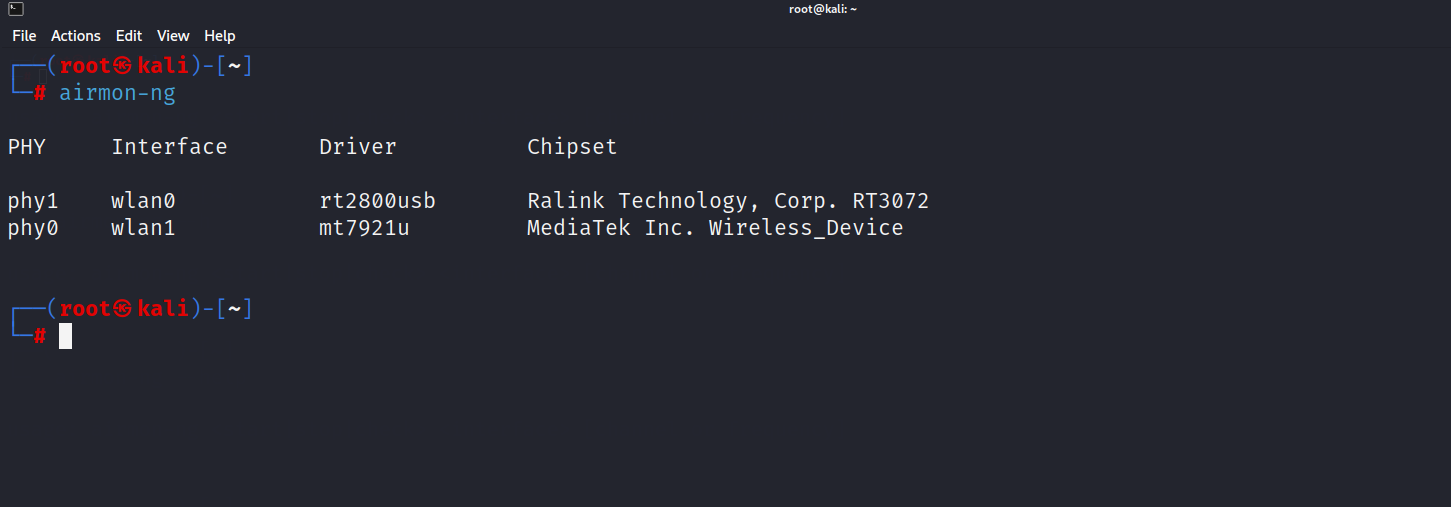 root@kali: ~
File Actions Edit View Help
┌──(root㉿kali)-[~]
└─# airmon-ng
PHY Interface Driver Chipset
phy1 wlan0 rt2800usb Ralink Technology, Corp. RT3072
phy0 wlan1 mt7921u MediaTek Inc. Wireless_Device
┌──(root㉿kali)-[~]
└─#